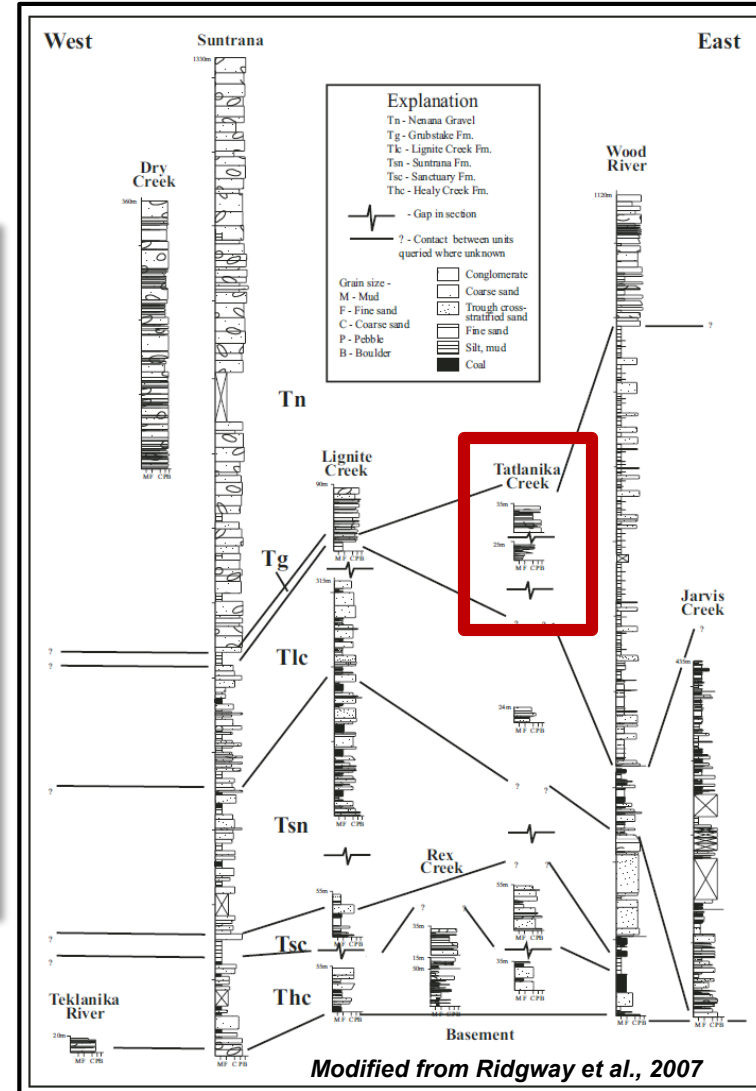 West
Suntrana
East
1330m
Explanation
Tn - Nenana Gravel
Tg - Grubstake Fm.
Tlc - Lignite Creek Fm.
Tsn - Suntrana Fm.
Tsc - Sanctuary Fm.
Thc - Healy Creek Fm.
- Gap in section
? - Contact between units
queried where unknown
Grain size -
M - Mud
F - Fine sand
C - Coarse sand
P - Pebble
B - Boulder
Conglomerate
Coarse sand
Trough cross-
stratified sand
Fine sand
Silt, mud
Coal
Wood
River
1120m
Dry
Creek
360m
?
Tn
M F C P B
Lignite
Creek
90m
M F C P B
Tatlanika
Creek
35m
25m
M F C P B
? ?
Tg
315m
Jarvis
Creek
?
435m
?
?
Tlc
24m
M F C P B
?
? ?
M F C P B
Tsn
Rex
Creek
? ?
55m
? ?
55m
35m
?
Tsc
?
M F C P B
15m
50m
M F C P B
55m
35m
Thc
M F C P B
M F C P B
M F C P B
Teklanika
River
20m
M F C P B
M F C P B
Basement
M F C P B
M F C P B
Modified from Ridgway et al., 2007